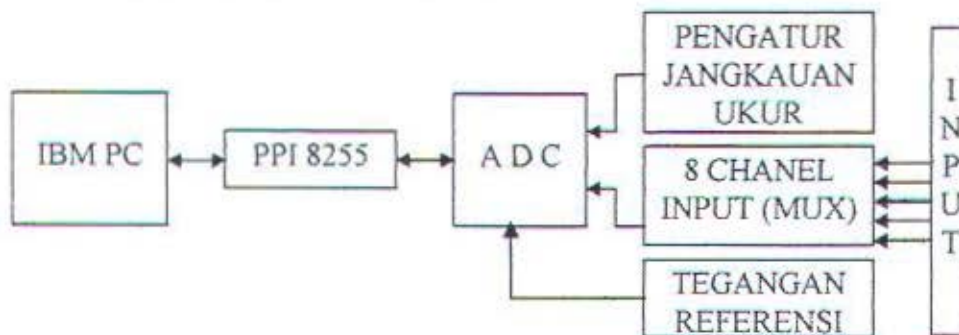 IBM PC
PPI 8255
A D C
PENGATUR
JANGKAUAN
UKUR
8 CHANEL
INPUT (MUX)
TEGANGAN
REFERENSI
I
N
P
U
T